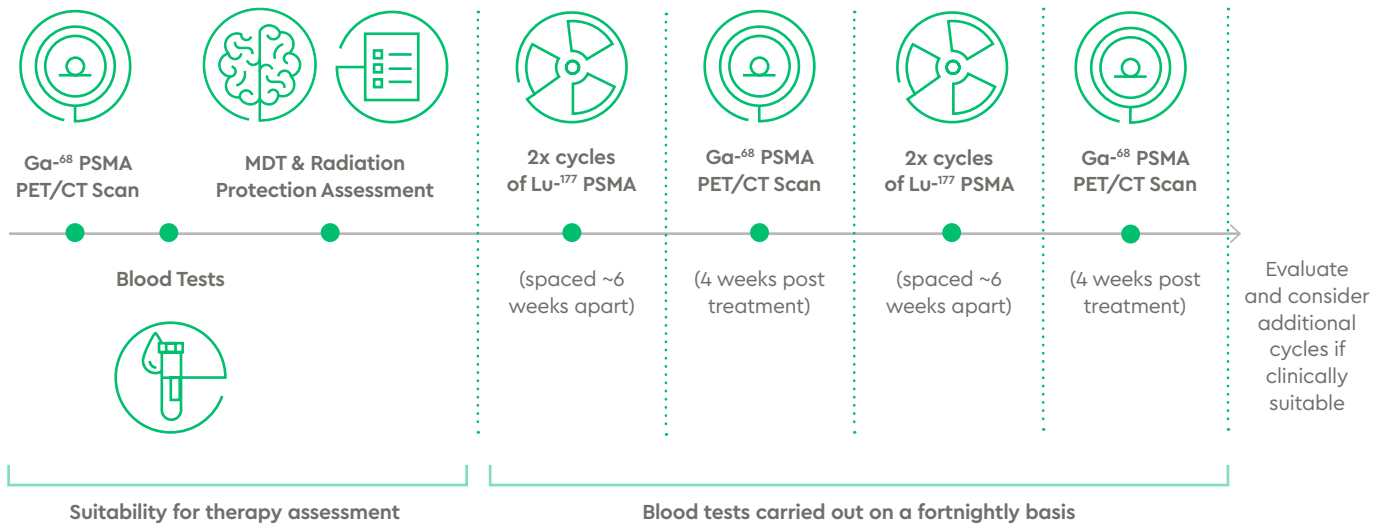 Ga-⁶⁸ PSMA
PET/CT Scan
MDT & Radiation
Protection Assessment
2x cycles
of Lu-¹⁷⁷ PSMA
Ga-⁶⁸ PSMA
PET/CT Scan
2x cycles
of Lu-¹⁷⁷ PSMA
Ga-⁶⁸ PSMA
PET/CT Scan
Blood Tests
(spaced ~6
weeks apart)
(4 weeks post
treatment)
(spaced ~6
weeks apart)
(4 weeks post
treatment)
Evaluate
and consider
additional
cycles if
clinically
suitable
Suitability for therapy assessment
Blood tests carried out on a fortnightly basis